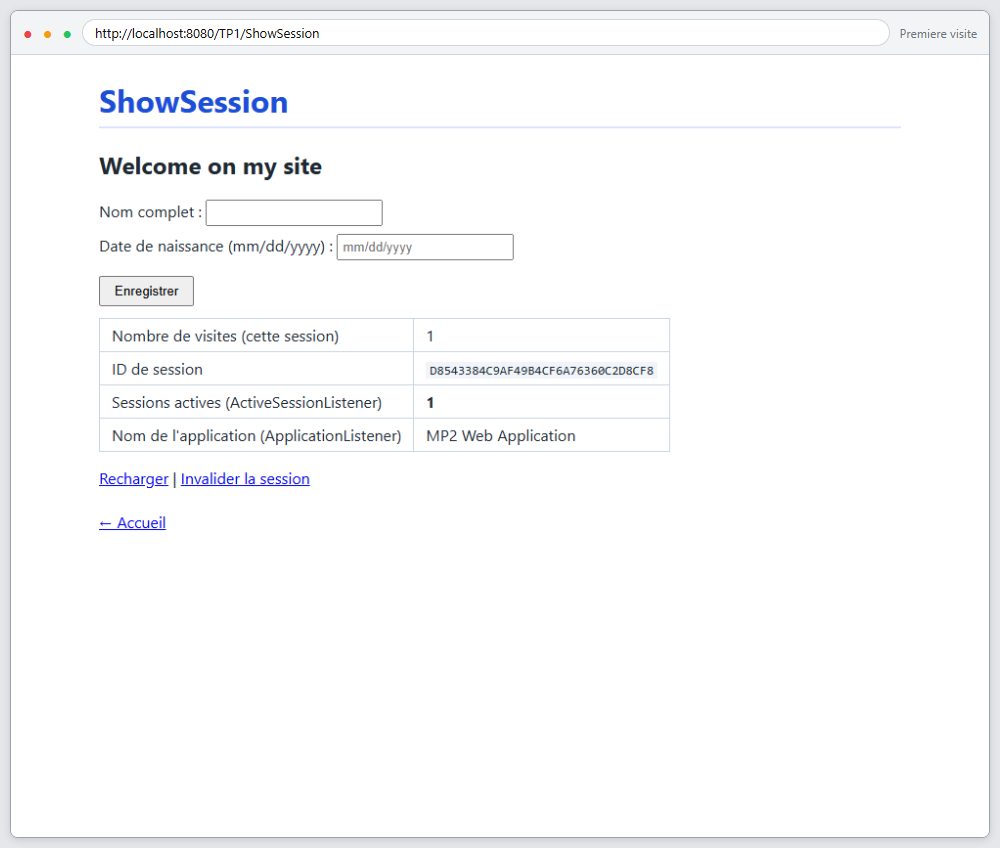 http://localhost:8080/TP1/ShowSession Premiere visite
ShowSession
Welcome on my site
Nom complet :
Date de naissance (mm/dd/yyyy) : mm/dd/yyyy
Enregistrer
Nombre de visites (cette session) 1
ID de session D8543384C9AF49B4CF6A76360C2D8CF8
Sessions actives (ActiveSessionListener) 1
Nom de l'application (ApplicationListener) MP2 Web Application
Recharger | Invalider la session
← Accueil